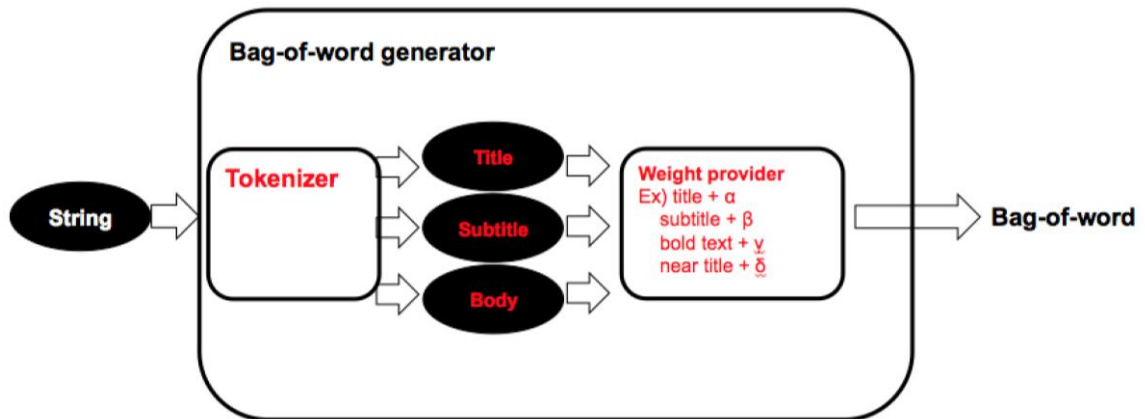 Bag-of-word generator
String
Tokenizer
Title
Subtitle
Body
Weight provider
Ex) title + α
subtitle + β
bold text + γ
near title + δ
Bag-of-word